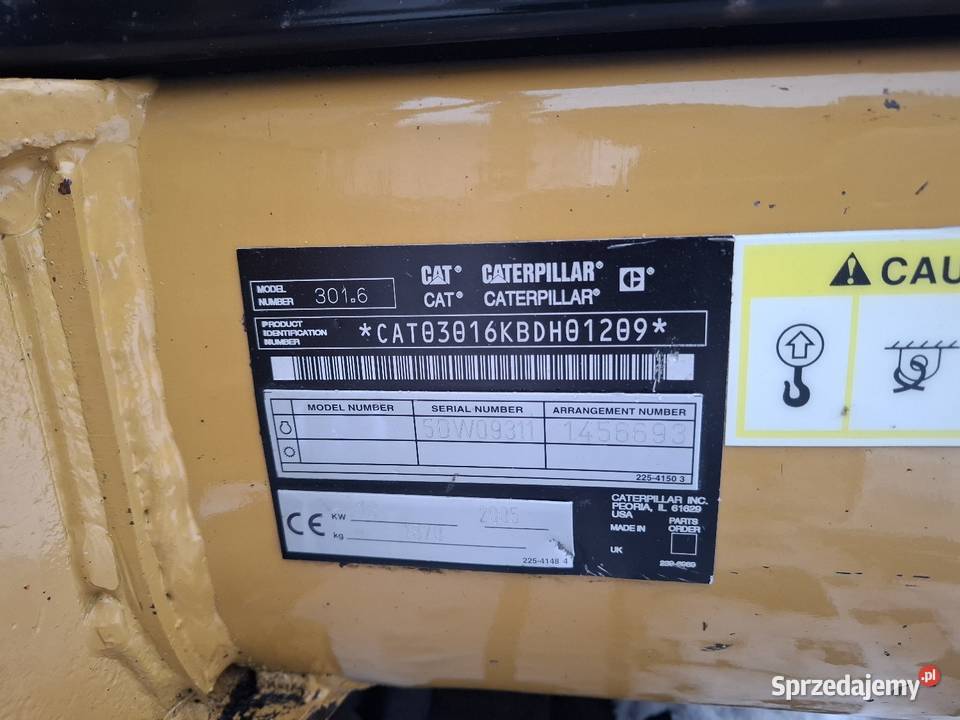 CAT® CATERPILLAR® C®
CAT® CATERPILLAR®
MODEL NUMBER 301.6
PRODUCT IDENTIFICATION NUMBER *CAT03016KBDH01209*
MODEL NUMBER SERIAL NUMBER ARRANGEMENT NUMBER
50W09311 1456693
225-4150 3
CE KW 2005
kg
225-4148 4
CATERPILLAR INC.
PEORIA, IL 61629
USA
MADE IN PARTS ORDER
UK
CAU
Sprzedajemy.pl